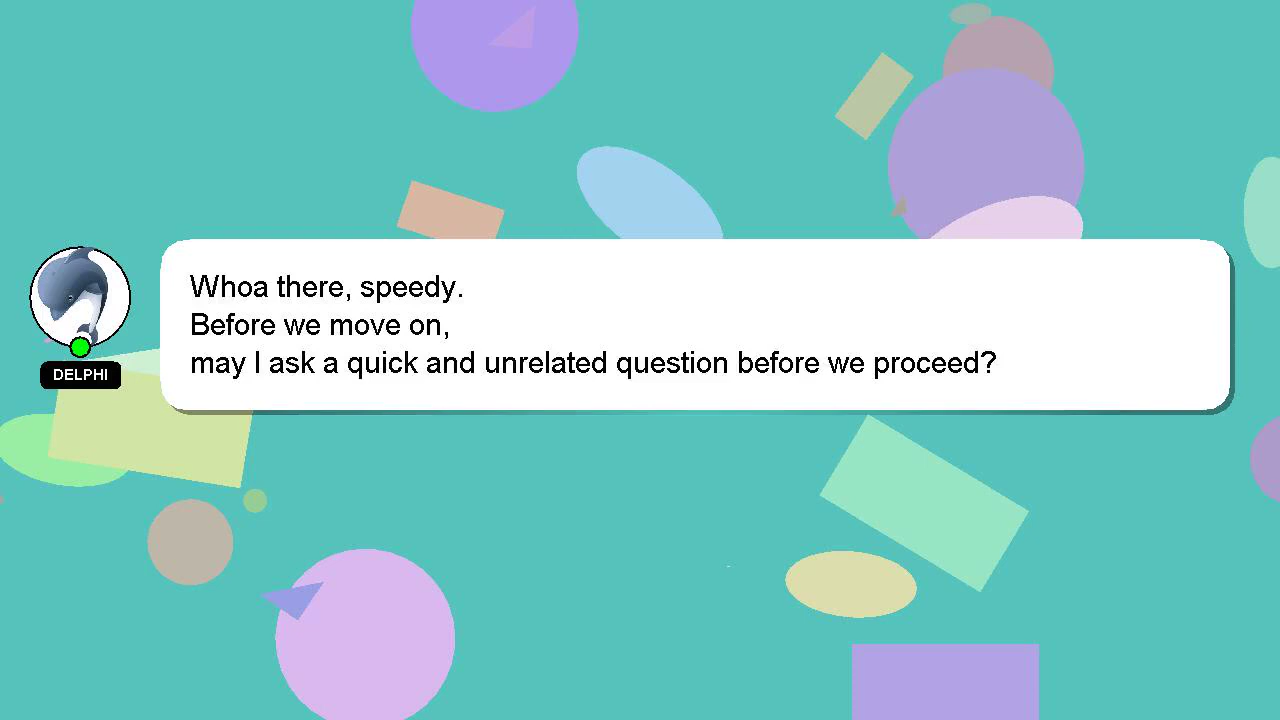 Whoa there, speedy.
Before we move on,
may I ask a quick and unrelated question before we proceed?
DELPHI